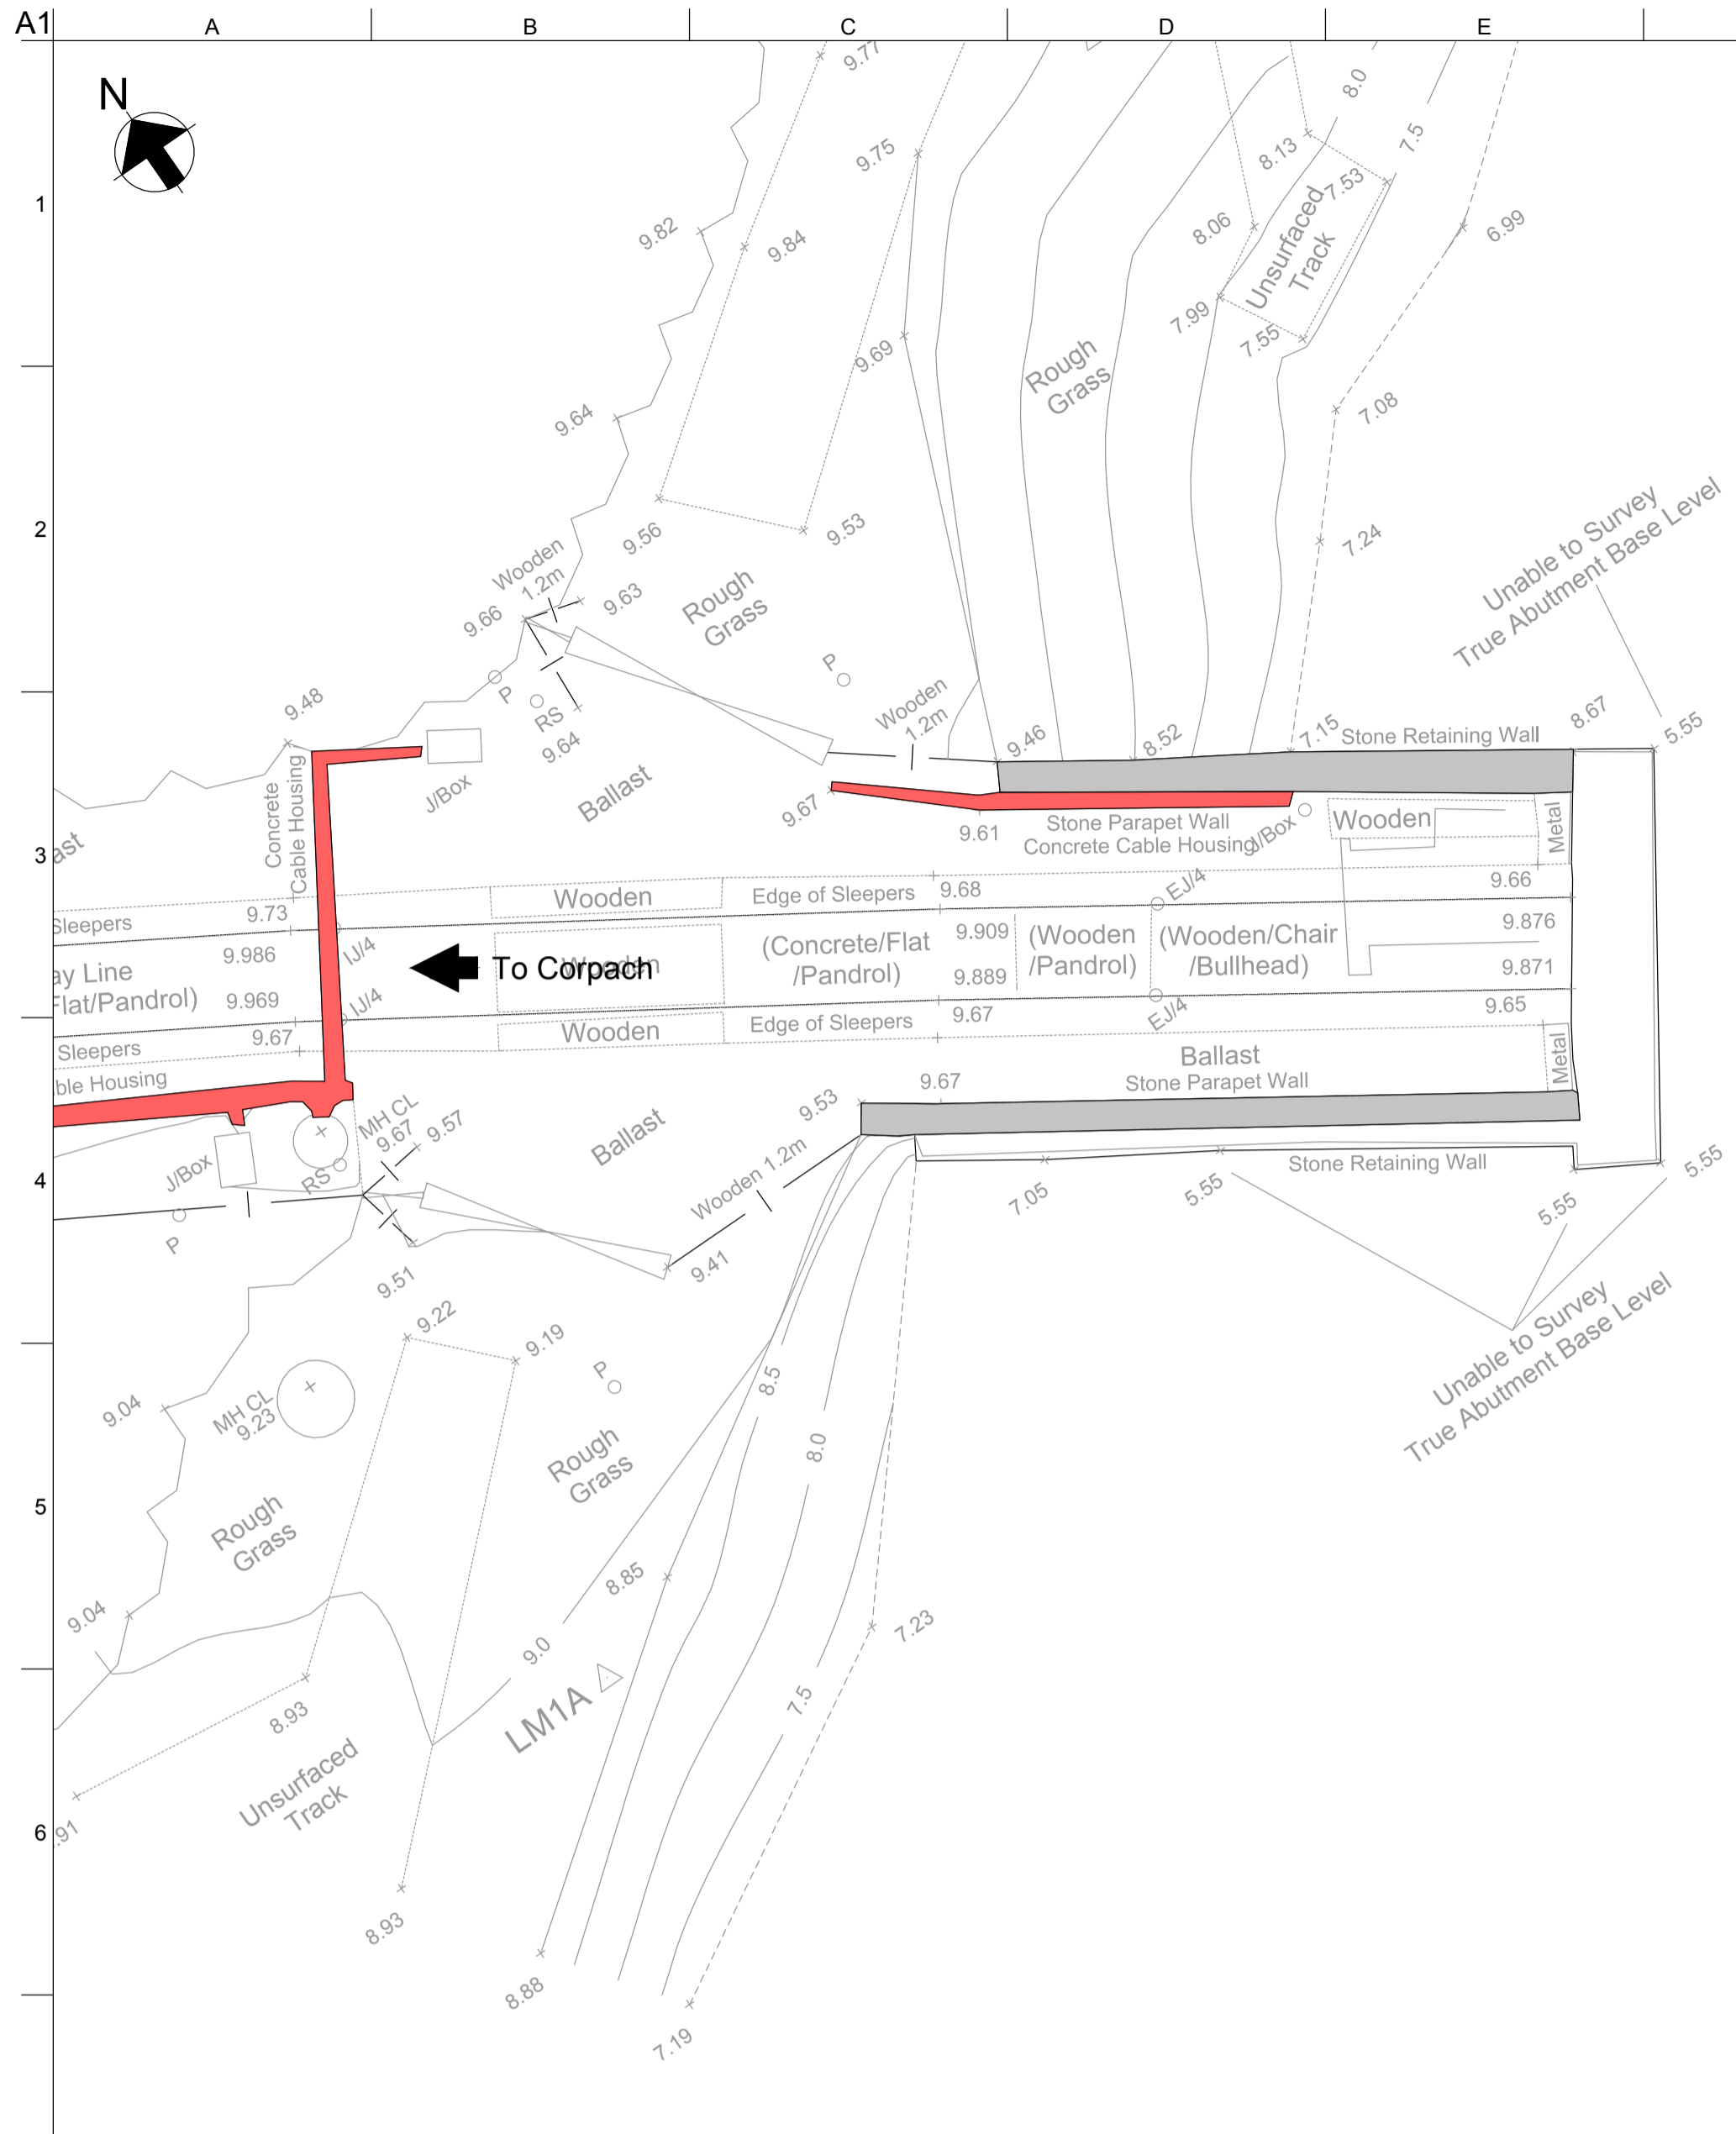 A1
A
B
C
D
E
1
2
3
4
5
6
N
9.77
9.75
9.82
9.84
9.69
9.64
9.56
9.53
8.0
7.5
8.13
7.53
8.06
6.99
Unsurfaced
Track
7.99
7.55
Rough
Grass
7.08
7.24
Unable to Survey
True Abutment Base Level
Wooden
1.2m
9.66
9.63
Rough
Grass
P
P
RS
9.64
9.48
Wooden
1.2m
9.46
8.52
7.15
Stone Retaining Wall
8.67
5.55
Concrete
Cable Housing
J/Box
Ballast
9.67
9.61
Stone Parapet Wall
Concrete Cable Housing
J/Box
Wooden
Metal
ast
Sleepers
9.73
Wooden
Edge of Sleepers
9.68
EJ/4
9.66
ay Line
Flat/Pandrol)
9.986
9.969
IJ/4
To Corpach
Wooden
(Concrete/Flat
/Pandrol)
9.909
9.889
(Wooden
/Pandrol)
(Wooden/Chair
/Bullhead)
9.876
9.871
IJ/4
Sleepers
9.67
Wooden
Edge of Sleepers
9.67
EJ/4
9.65
ble Housing
Ballast
Stone Parapet Wall
Metal
9.67
9.53
MH CL
9.67
9.57
Ballast
J/Box
RS
P
Wooden 1.2m
9.41
9.51
7.05
5.55
Stone Retaining Wall
5.55
5.55
Unable to Survey
True Abutment Base Level
9.22
9.19
P
8.5
8.0
9.04
MH CL
9.23
Rough
Grass
Rough
Grass
8.85
9.04
9.0
7.23
8.93
LM1A
7.5
Unsurfaced
Track
.91
8.93
8.88
7.19